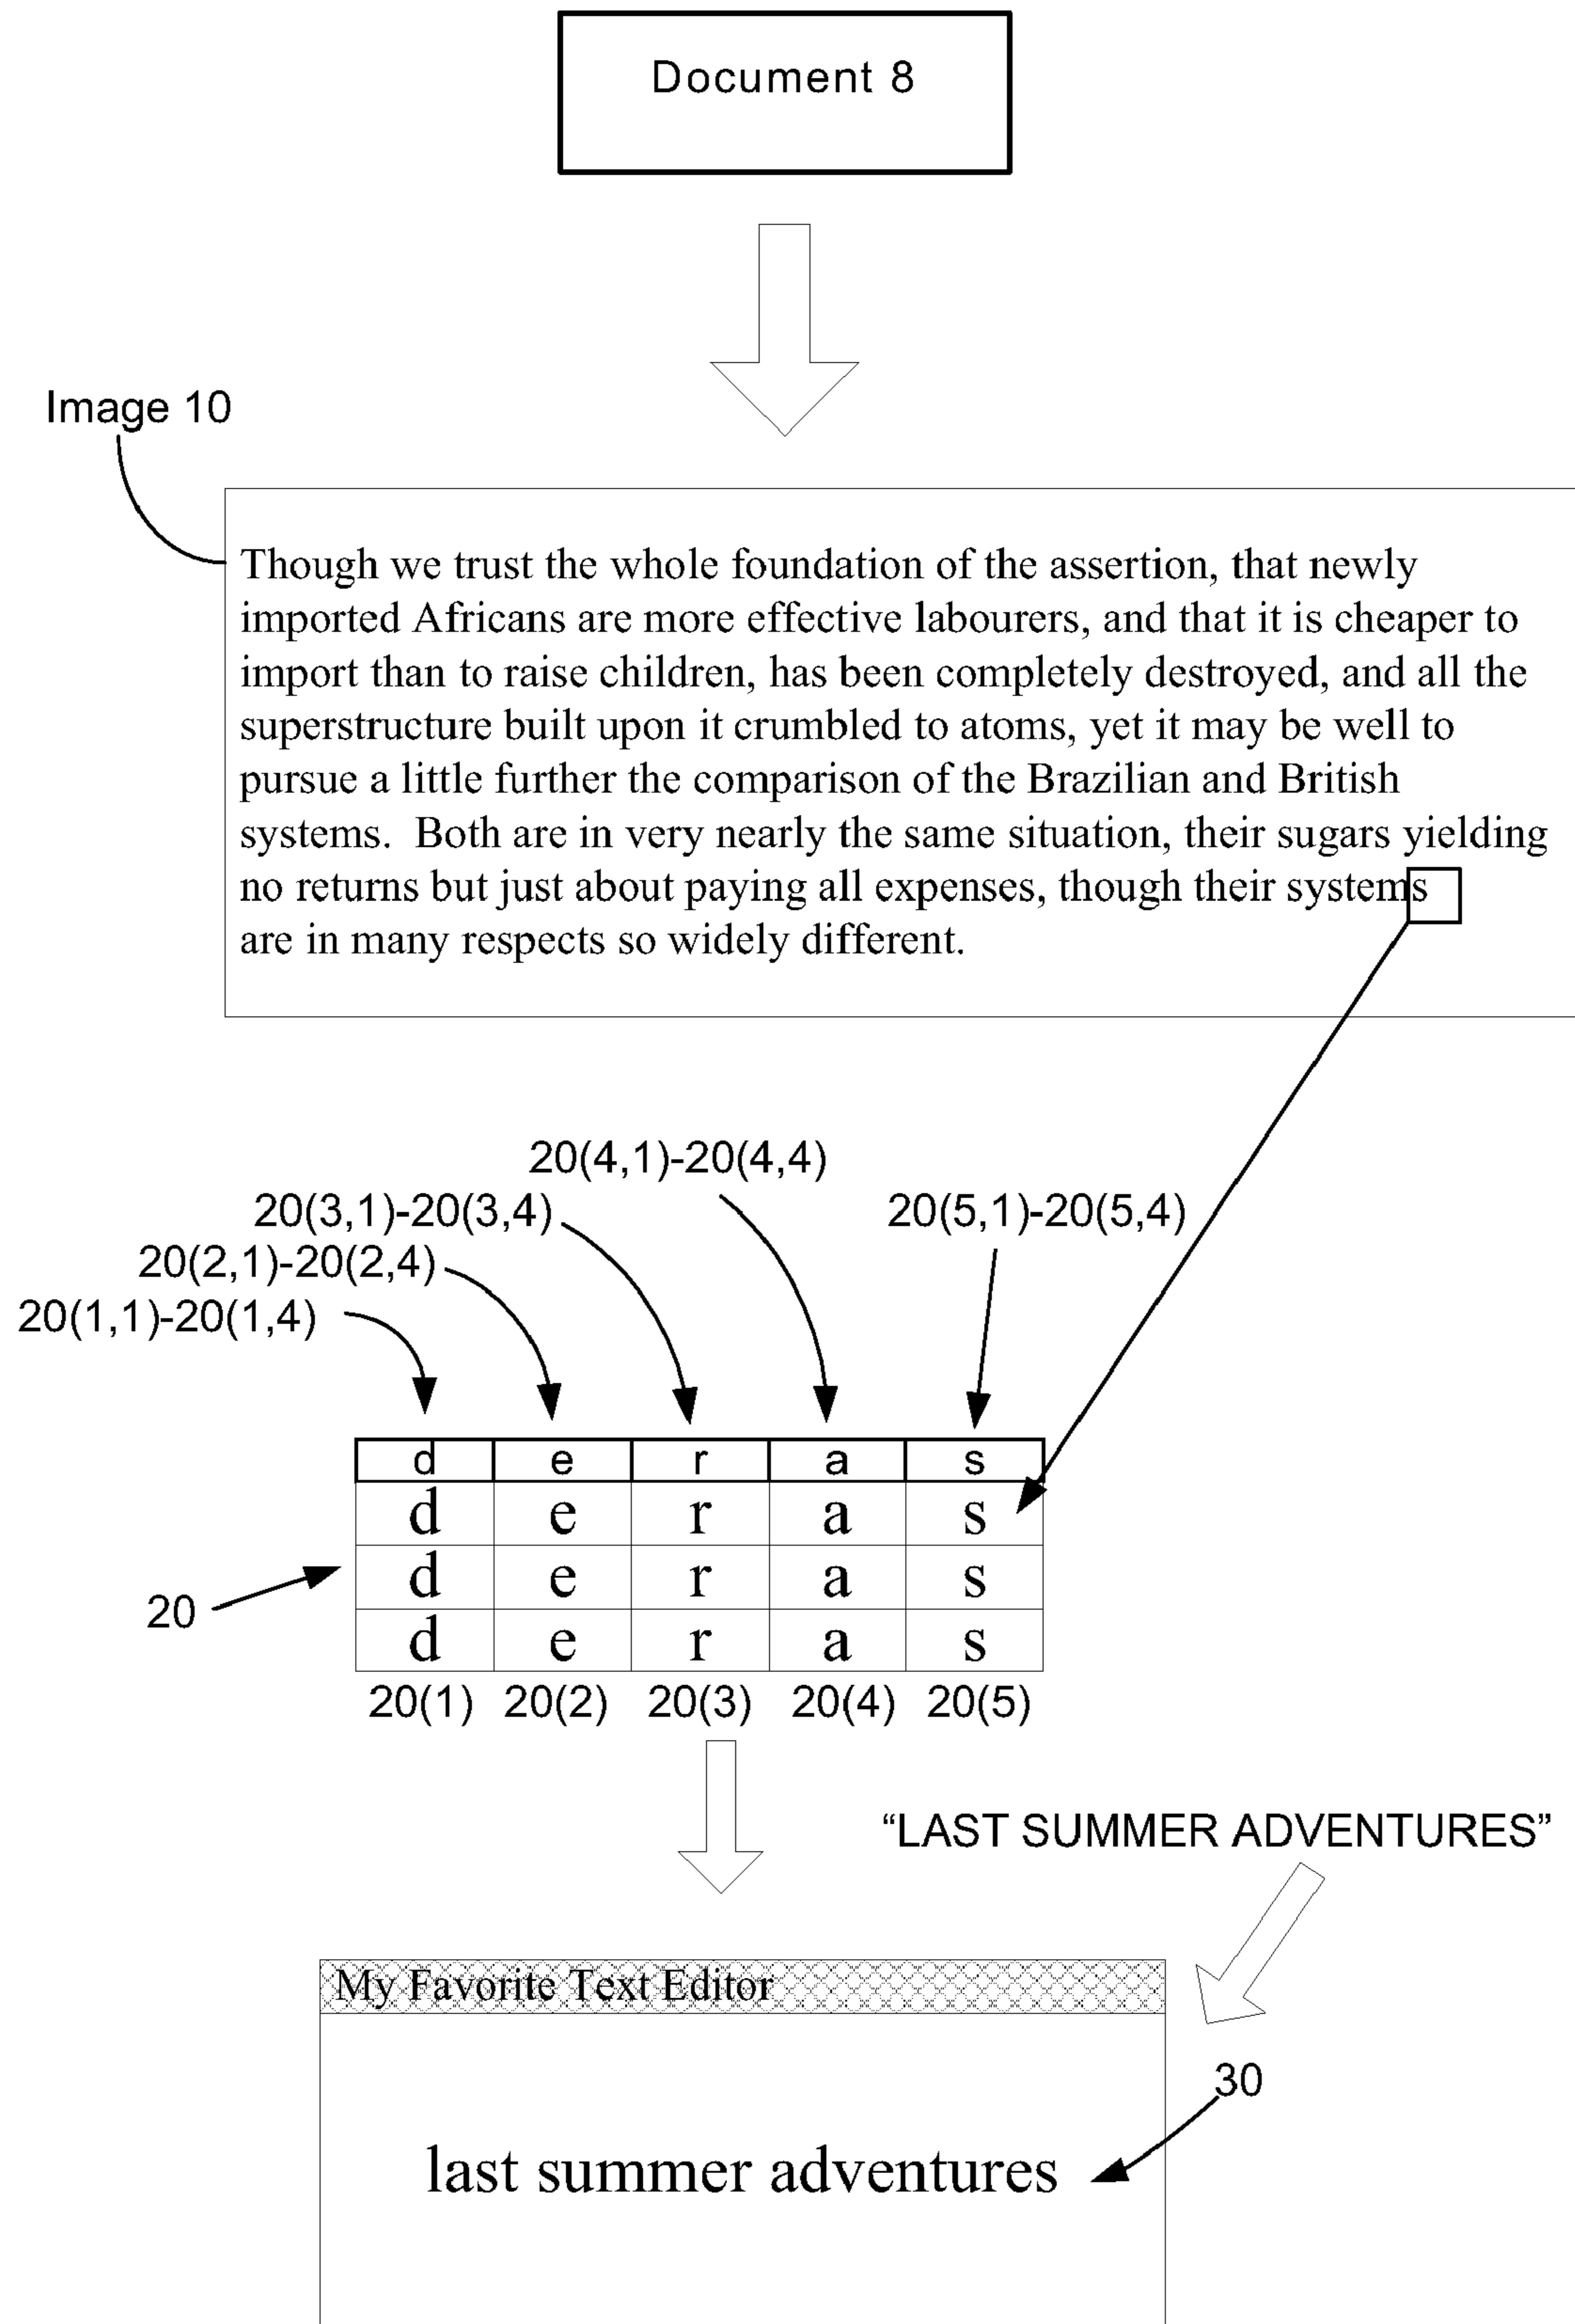 Document 8
Image 10
Though we trust the whole foundation of the assertion, that newly
imported Africans are more effective labourers, and that it is cheaper to
import than to raise children, has been completely destroyed, and all the
superstructure built upon it crumbled to atoms, yet it may be well to
pursue a little further the comparison of the Brazilian and British
systems.  Both are in very nearly the same situation, their sugars yielding
no returns but just about paying all expenses, though their systems
are in many respects so widely different.
20(4,1)-20(4,4)
20(3,1)-20(3,4) 20(5,1)-20(5,4)
20(2,1)-20(2,4)
20(1,1)-20(1,4)
d e r a s
d e r a s
d e r a s
20
d e r a s
20(1) 20(2) 20(3) 20(4) 20(5)
“LAST SUMMER ADVENTURES”
My Favorite Text Editor
30
last summer adventures